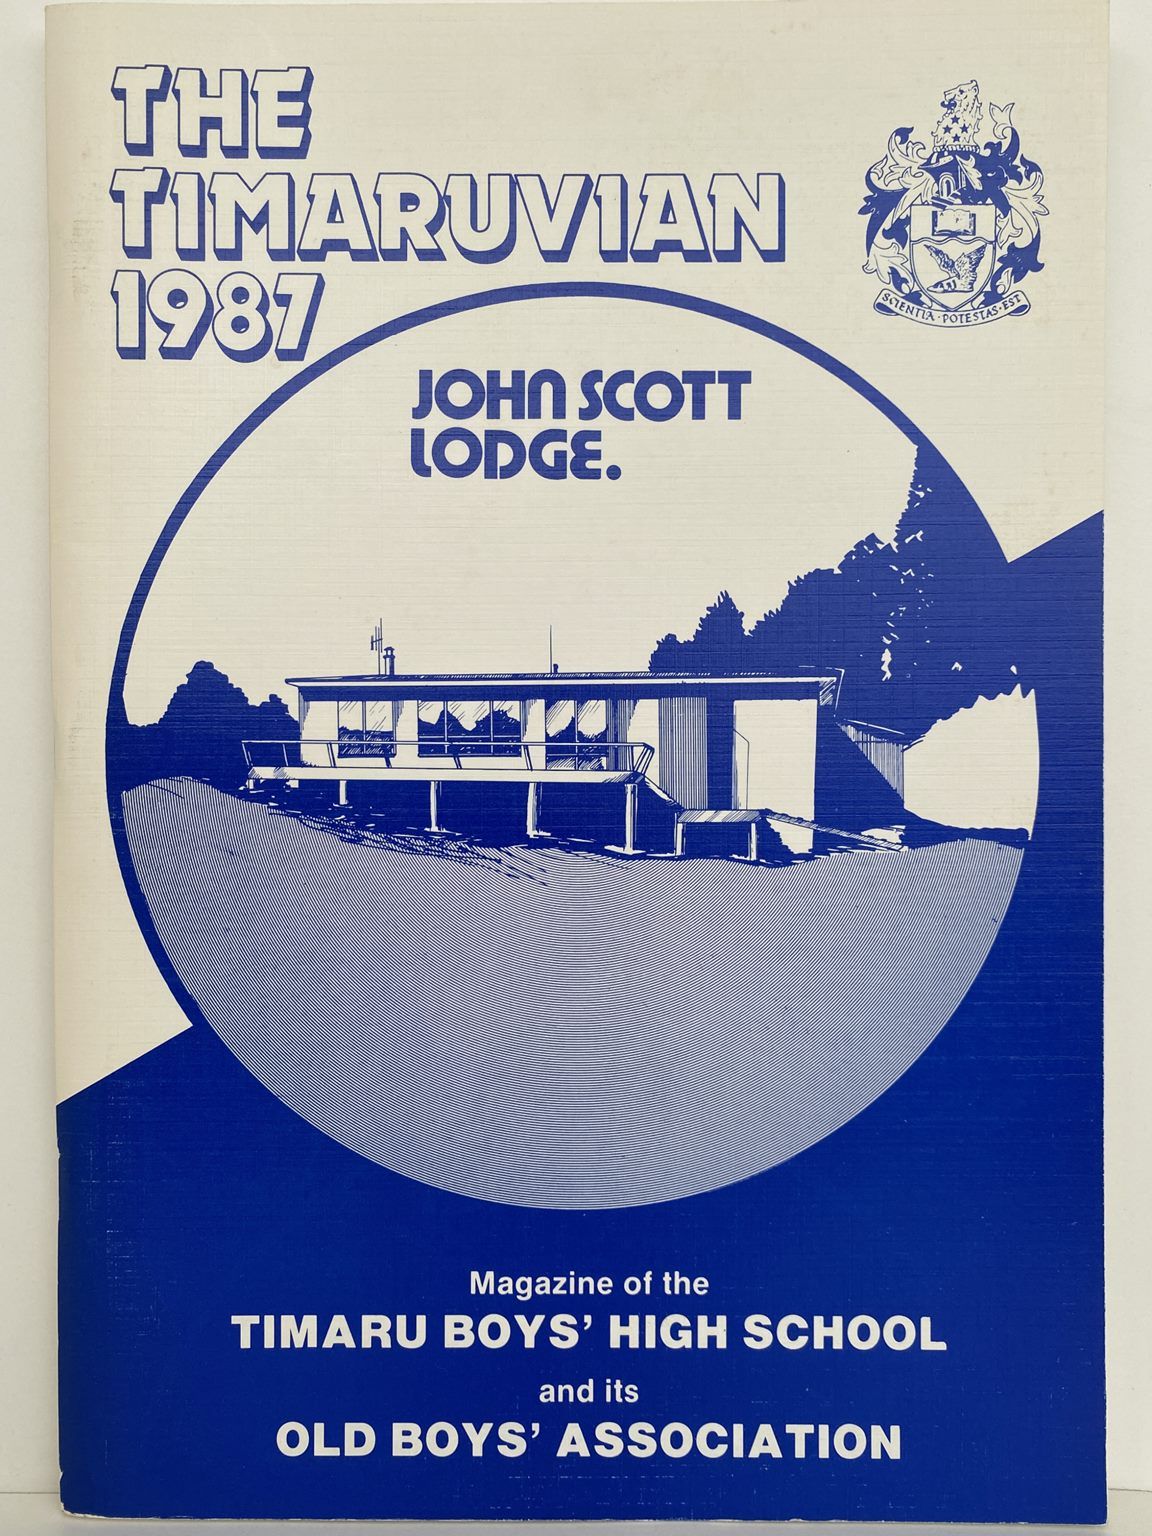 THE
TIMARUVIAN
1987
SCIENTIA · POTESTAS · EST
JOHN SCOTT
LODGE.
Magazine of the
TIMARU BOYS' HIGH SCHOOL
and its
OLD BOYS' ASSOCIATION